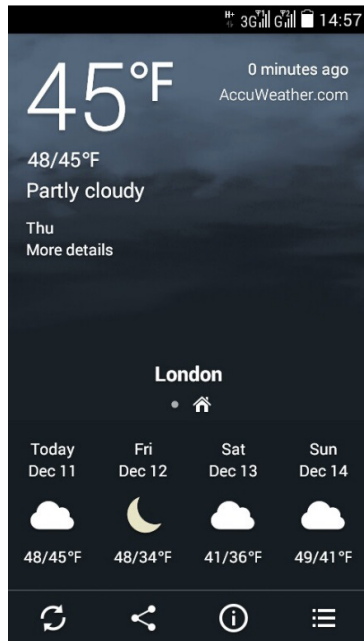 H+ 3G G 14:57
45°F
0 minutes ago
AccuWeather.com
48/45°F
Partly cloudy
Thu
More details
London
Today Fri Sat Sun
Dec 11 Dec 12 Dec 13 Dec 14
48/45°F 48/34°F 41/36°F 49/41°F